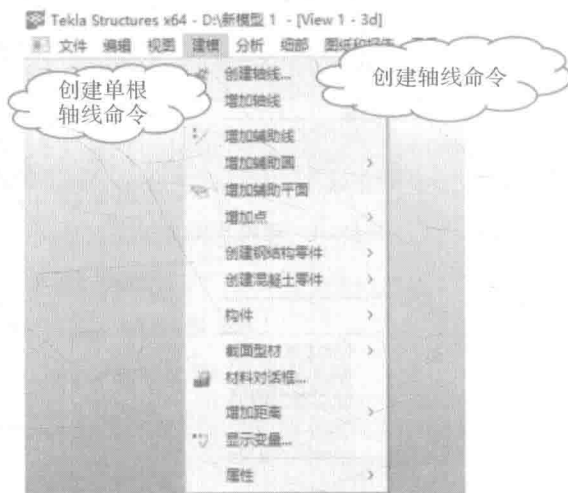 Tekla Structures x64 - D:\新模型 1 - [View 1 - 3d]
文件 编辑 视图 建模 分析 细部
创建单根
轴线命令
创建轴线命令
创建轴线...
增加轴线
增加辅助线
增加辅助圆
增加辅助平面
增加点
创建钢结构零件
创建混凝土零件
构件
截面型材
材料对话框...
增加距离
显示变量...
属性